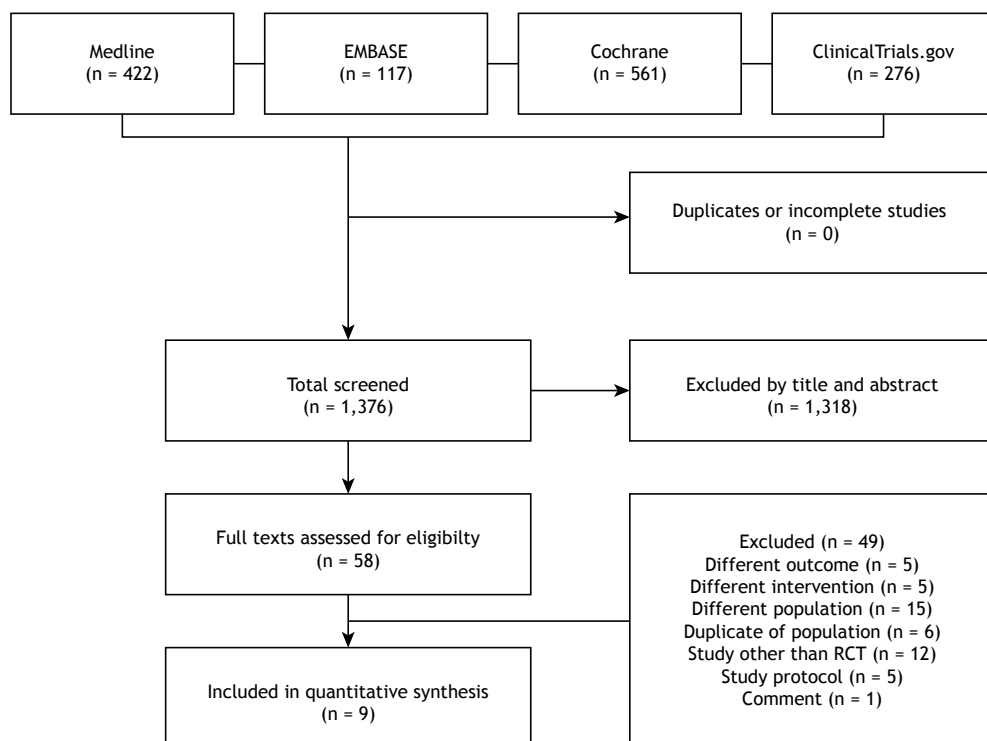 Medline
(n = 422)
EMBASE
(n = 117)
Cochrane
(n = 561)
ClinicalTrials.gov
(n = 276)
Duplicates or incomplete studies
(n = 0)
Total screened
(n = 1,376)
Excluded by title and abstract
(n = 1,318)
Full texts assessed for eligibilty
(n = 58)
Excluded (n = 49)
Different outcome (n = 5)
Different intervention (n = 5)
Different population (n = 15)
Duplicate of population (n = 6)
Study other than RCT (n = 12)
Study protocol (n = 5)
Comment (n = 1)
Included in quantitative synthesis
(n = 9)